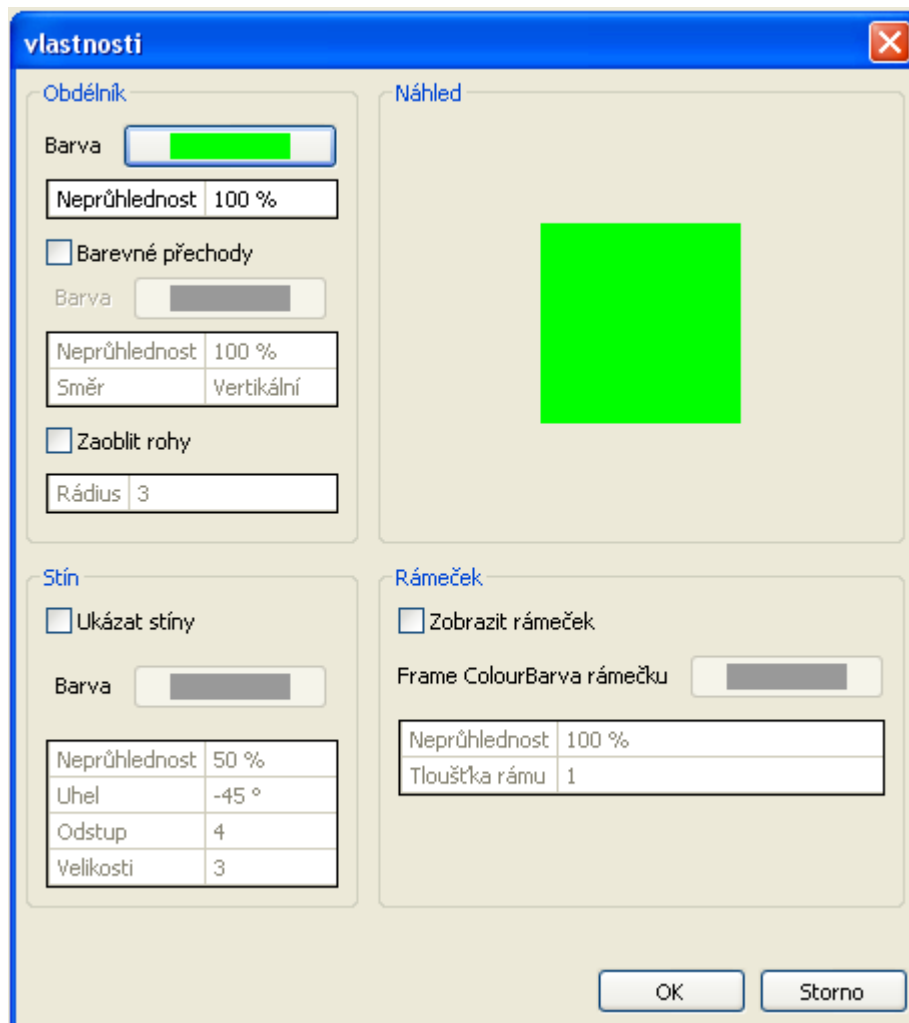 vlastnosti
Obdélník
Barva
Neprůhlednost 100 %
Barevné přechody
Barva
Neprůhlednost 100 %
Směr Vertikální
Zaoblit rohy
Rádius 3
Náhled
Stín
Ukázat stíny
Barva
Neprůhlednost 50 %
Uhel -45 °
Odstup 4
Velikosti 3
Rámeček
Zobrazit rámeček
Frame ColourBarva rámečku
Neprůhlednost 100 %
Tloušťka rámu 1
OK Storno